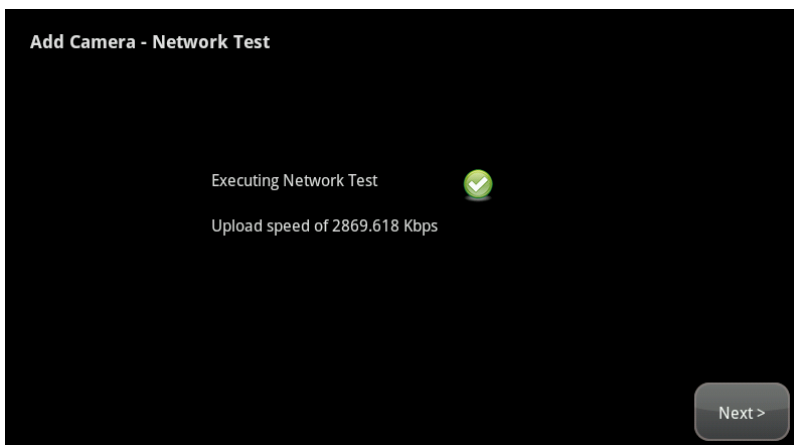 Add Camera - Network Test
Executing Network Test
Upload speed of 2869.618 Kbps
Next >